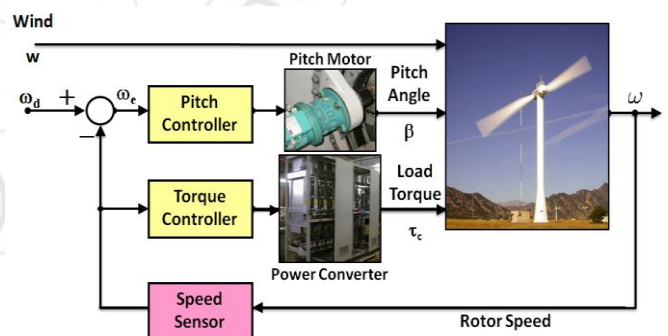 Wind
w
ω_d
+
−
ω_e
Pitch
Controller
Pitch Motor
Pitch
Angle
β
ω
Torque
Controller
Power Converter
Load
Torque
τ_c
Speed
Sensor
Rotor Speed